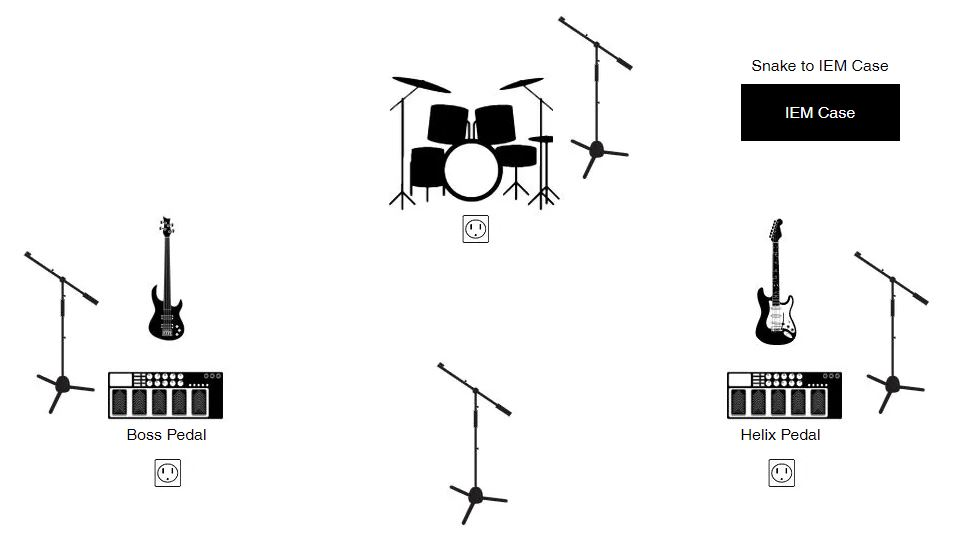 Snake to IEM Case
IEM Case
Boss Pedal
Helix Pedal